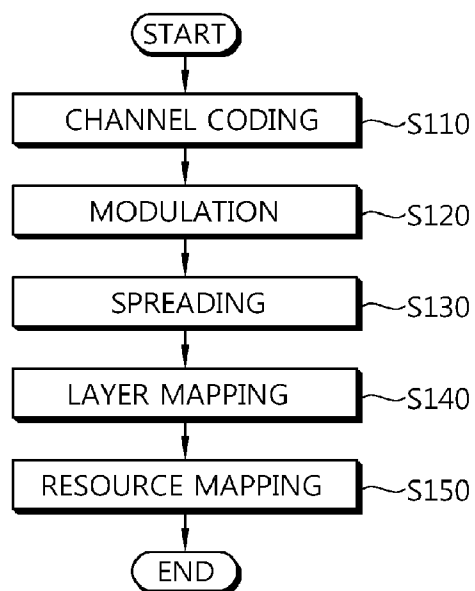 START
CHANNEL CODING S110
MODULATION S120
SPREADING S130
LAYER MAPPING S140
RESOURCE MAPPING S150
END